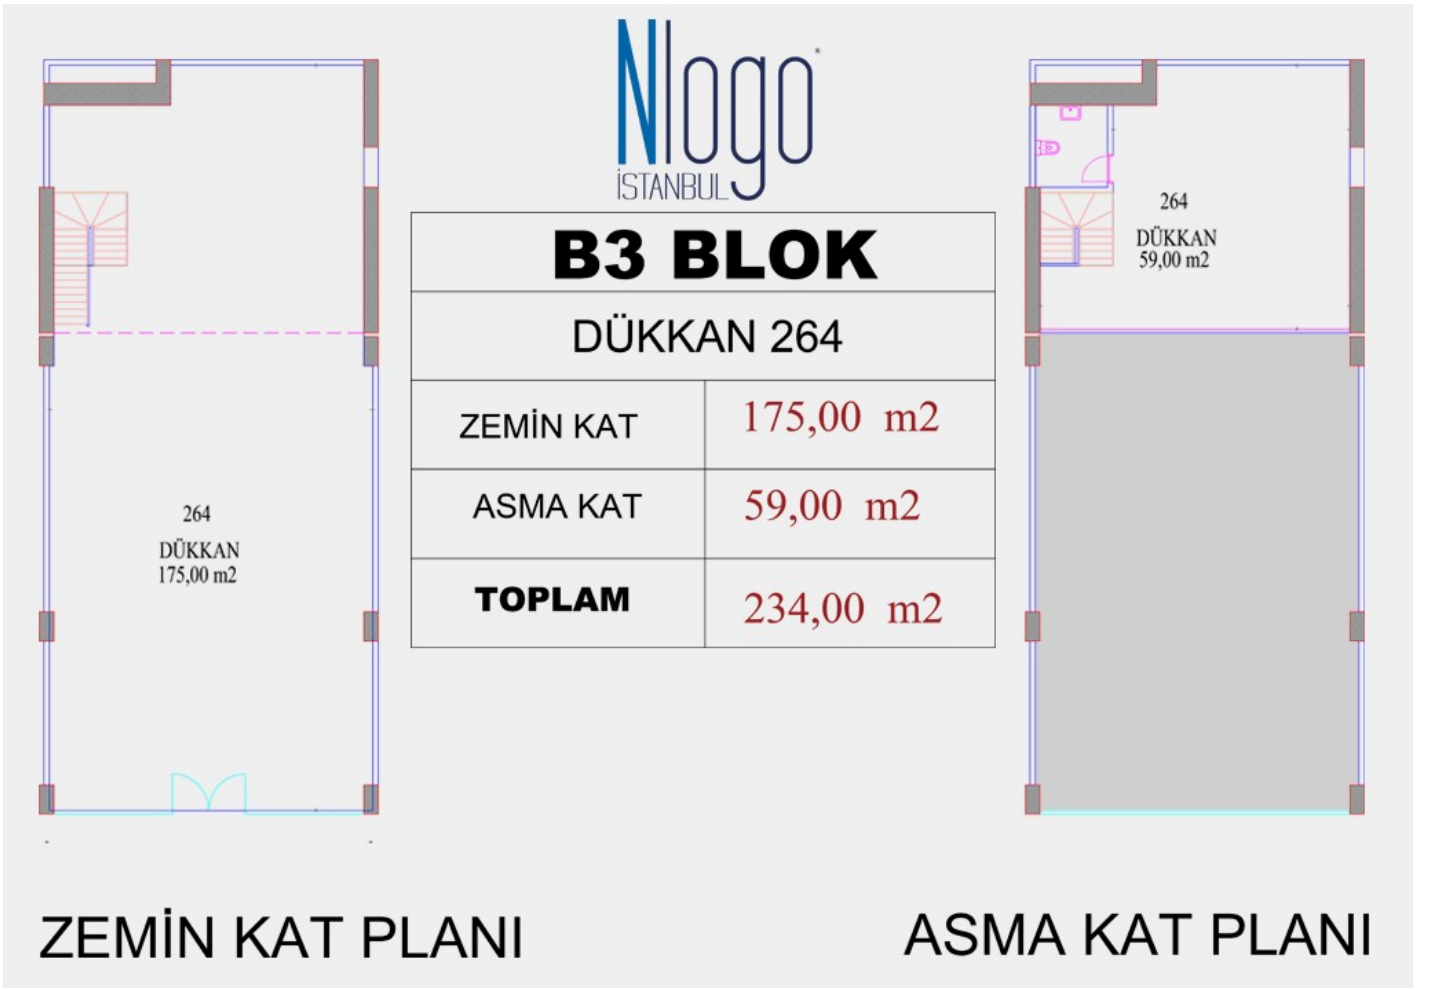 Nlogo
İSTANBUL
B3 BLOK
DÜKKAN 264
ZEMİN KAT 175,00 m2
ASMA KAT 59,00 m2
TOPLAM 234,00 m2
264
DÜKKAN
175,00 m2
ZEMİN KAT PLANI
264
DÜKKAN
59,00 m2
ASMA KAT PLANI